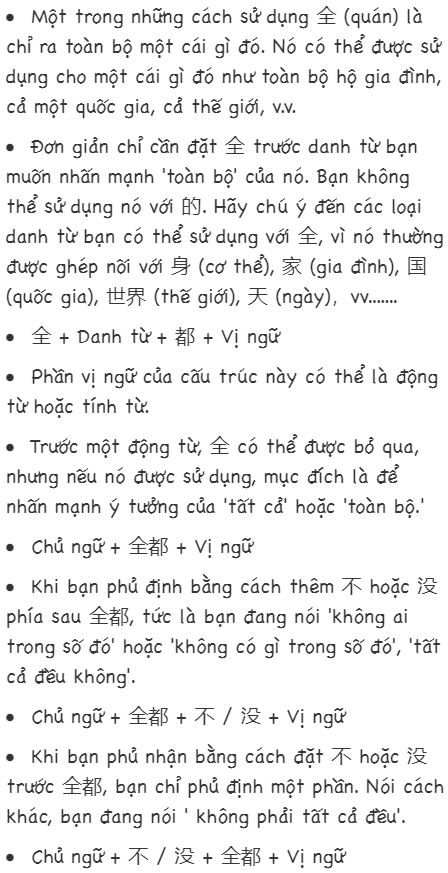 • Một trong những cách sử dụng 全 (quán) là
chỉ ra toàn bộ một cái gì đó. Nó có thể được sử
dụng cho một cái gì đó như toàn bộ hộ gia đình,
cả một quốc gia, cả thế giới, v.v.
• Đơn giản chỉ cần đặt 全 trước danh từ bạn
muốn nhấn mạnh 'toàn bộ' của nó. Bạn không
thể sử dụng nó với 的. Hãy chú ý đến các loại
danh từ bạn có thể sử dụng với 全, vì nó thường
được ghép nối với 身 (cơ thể), 家 (gia đình), 国
(quốc gia), 世界 (thế giới), 天 (ngày), vv.......
• 全 + Danh từ + 都 + Vị ngữ
• Phần vị ngữ của cấu trúc này có thể là động
từ hoặc tính từ.
• Trước một động từ, 全 có thể được bỏ qua,
nhưng nếu nó được sử dụng, mục đích là để
nhấn mạnh ý tưởng của 'tất cả' hoặc 'toàn bộ.'
• Chủ ngữ + 全都 + Vị ngữ
• Khi bạn phủ định bằng cách thêm 不 hoặc 没
phía sau 全都, tức là bạn đang nói 'không ai
trong số đó' hoặc 'không có gì trong số đó', 'tất
cả đều không'.
• Chủ ngữ + 全都 + 不 / 没 + Vị ngữ
• Khi bạn phủ nhận bằng cách đặt 不 hoặc 没
trước 全都, bạn chỉ phủ định một phần. Nói cách
khác, bạn đang nói ' không phải tất cả đều'.
• Chủ ngữ + 不 / 没 + 全都 + Vị ngữ